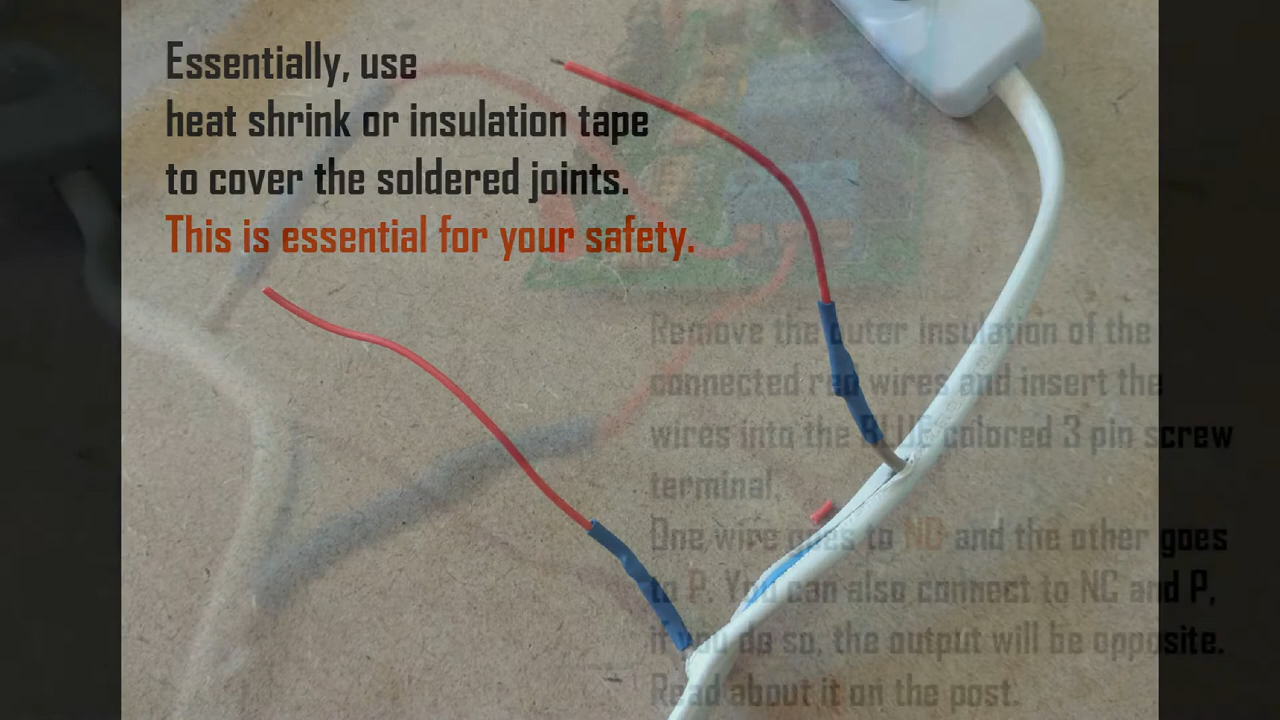 Essentially, use
heat shrink or insulation tape
to cover the soldered joints.
This is essential for your safety.
Remove the outer insulation of the
connected red wires and insert the
wires into the BLUE colored 3 pin screw
terminal.
One wire goes to NO and the other goes
to P. You can also connect to NC and P,
if you do so, the output will be opposite.
Read about it on the post.